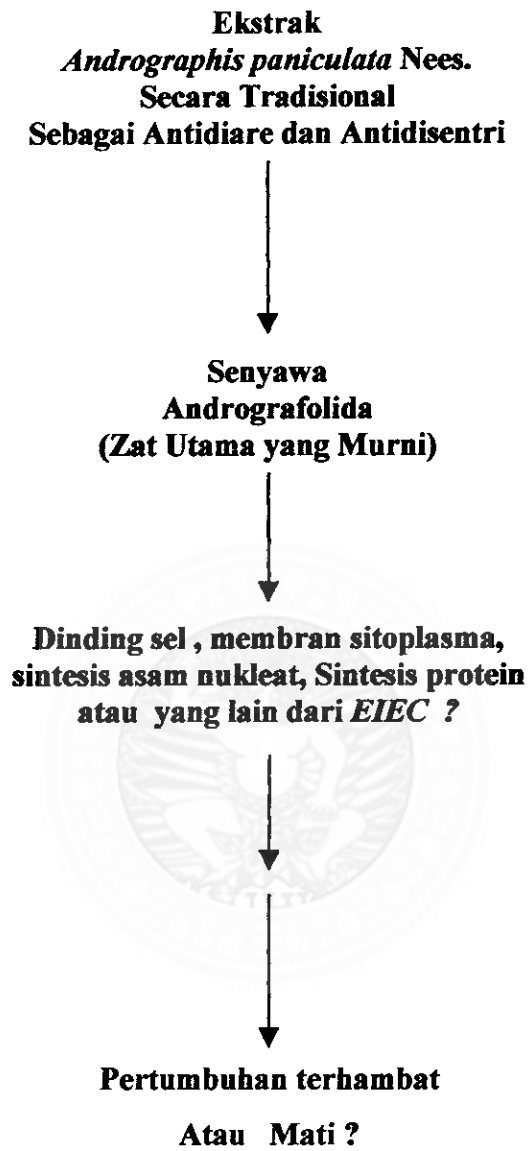 Ekstrak
Andrographis paniculata Nees.
Secara Tradisional
Sebagai Antidiare dan Antidisentri
Senyawa
Andrografolida
(Zat Utama yang Murni)
Dinding sel , membran sitoplasma,
sintesis asam nukleat, Sintesis protein
atau yang lain dari EIEC ?
Pertumbuhan terhambat
Atau Mati ?